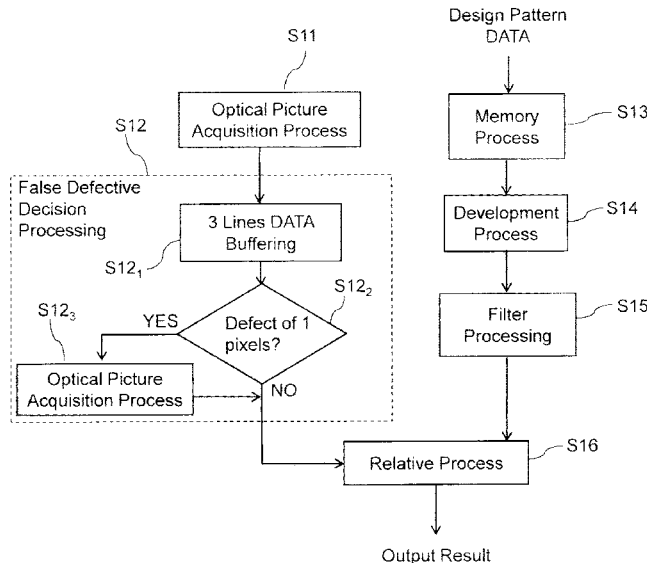 Design Pattern
DATA
S11
Optical Picture
Acquisition Process
Memory
Process
S13
S12
False Defective
Decision
Processing
3 Lines DATA
Buffering
S12₁
Development
Process
S14
S12₂
Defect of 1
pixels?
YES
NO
S12₃
Optical Picture
Acquisition Process
Filter
Processing
S15
Relative Process
S16
Output Result